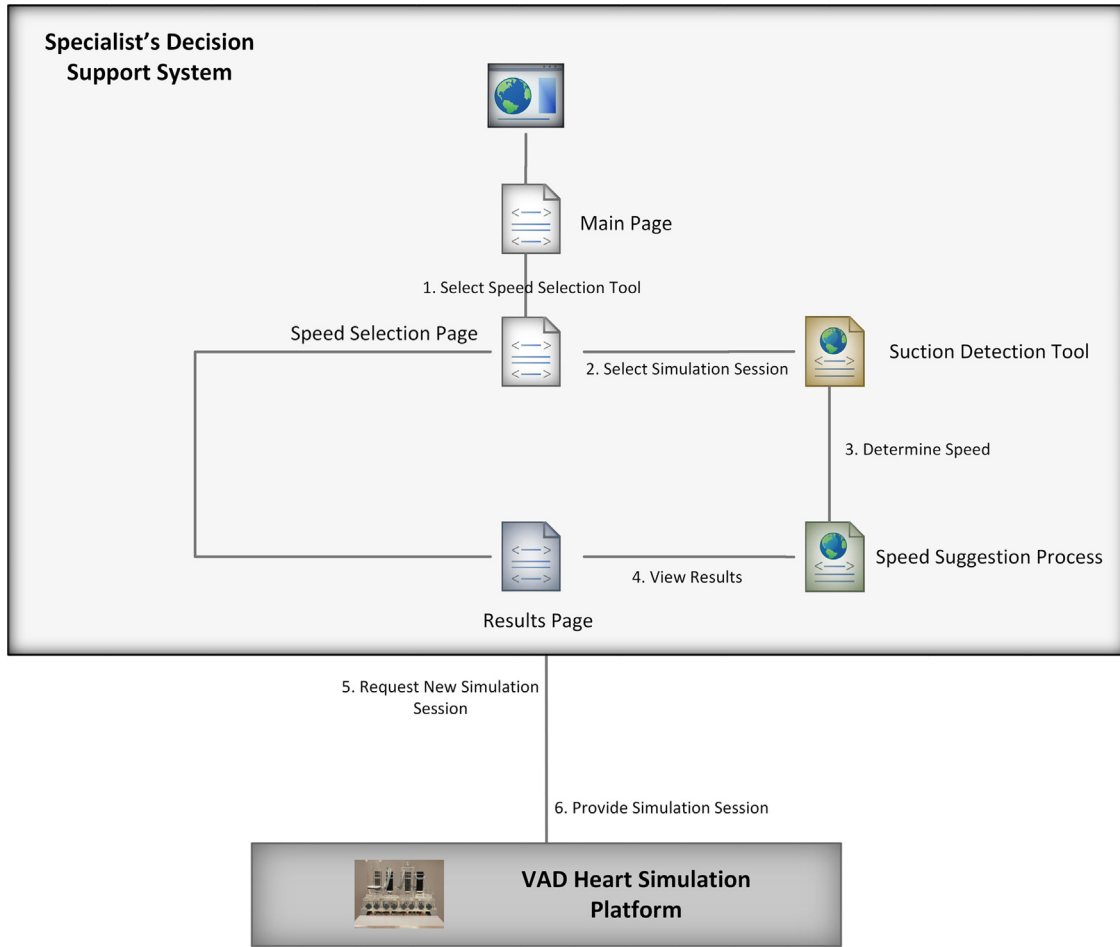 Specialist's Decision
Support System
Main Page
1. Select Speed Selection Tool
Speed Selection Page
2. Select Simulation Session
Suction Detection Tool
3. Determine Speed
Speed Suggestion Process
4. View Results
Results Page
5. Request New Simulation
Session
6. Provide Simulation Session
VAD Heart Simulation
Platform